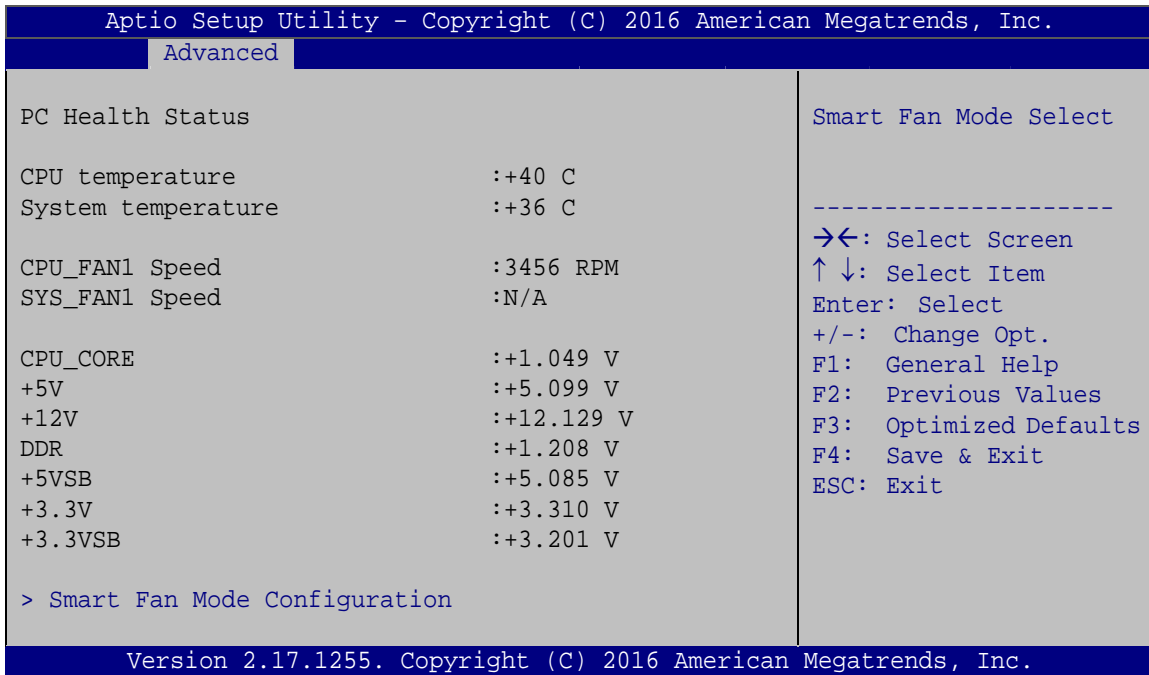 Aptio Setup Utility – Copyright (C) 2016 American Megatrends, Inc.
Advanced
PC Health Status
CPU temperature :+40 C
System temperature :+36 C
CPU_FAN1 Speed :3456 RPM
SYS_FAN1 Speed :N/A
CPU_CORE :+1.049 V
+5V :+5.099 V
+12V :+12.129 V
DDR :+1.208 V
+5VSB :+5.085 V
+3.3V :+3.310 V
+3.3VSB :+3.201 V
> Smart Fan Mode Configuration
Smart Fan Mode Select
---------------------
→←: Select Screen
↑ ↓: Select Item
Enter: Select
+/-: Change Opt.
F1: General Help
F2: Previous Values
F3: Optimized Defaults
F4: Save & Exit
ESC: Exit
Version 2.17.1255. Copyright (C) 2016 American Megatrends, Inc.